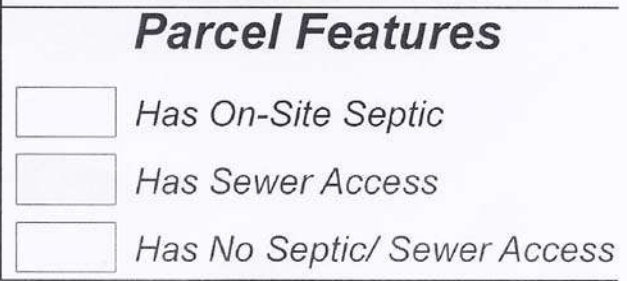 Parcel Features
Has On-Site Septic
Has Sewer Access
Has No Septic/ Sewer Access